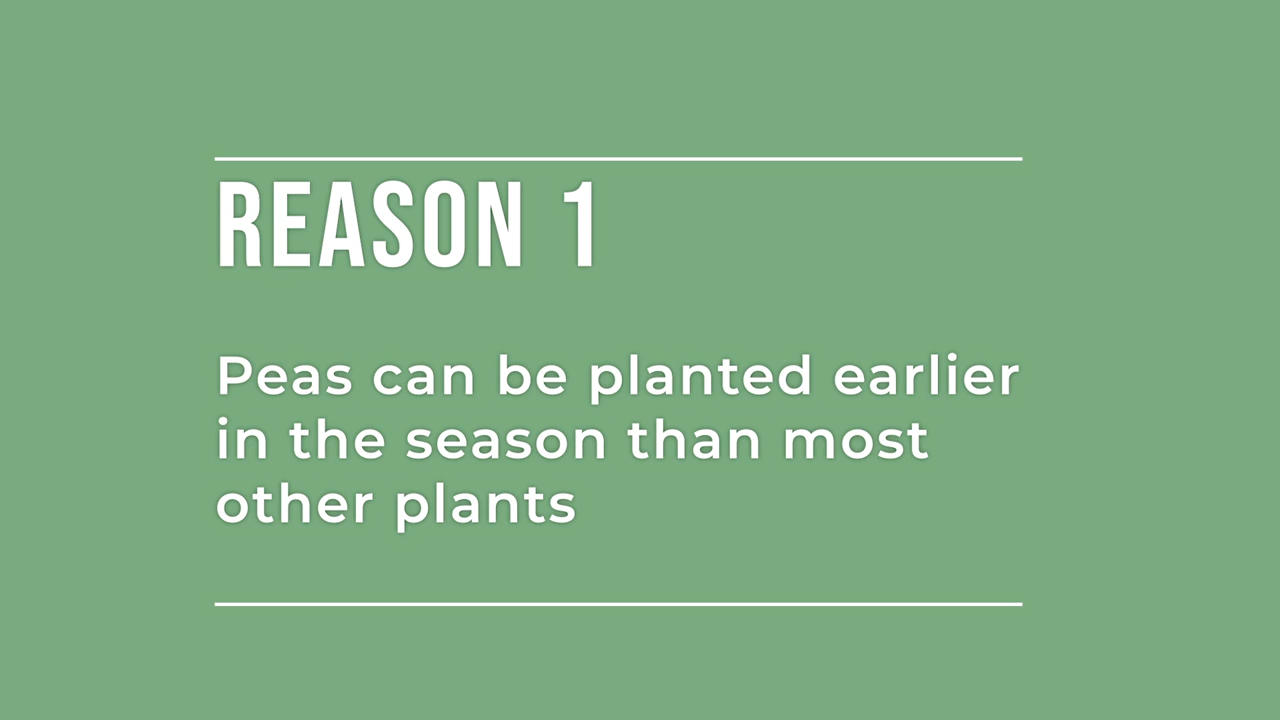 REASON 1
Peas can be planted earlier
in the season than most
other plants